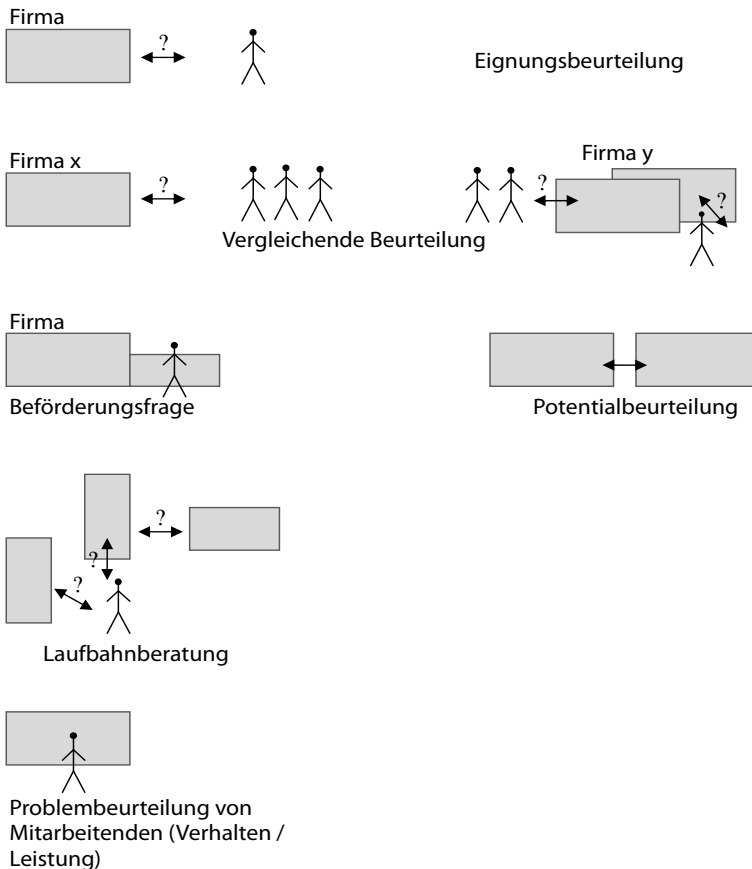 Firma
?
Eignungsbeurteilung
Firma x
?
Firma y
?
?
Vergleichende Beurteilung
Firma
Beförderungsfrage
Potentialbeurteilung
?
?
?
Laufbahnberatung
Problembeurteilung von
Mitarbeitenden (Verhalten /
Leistung)